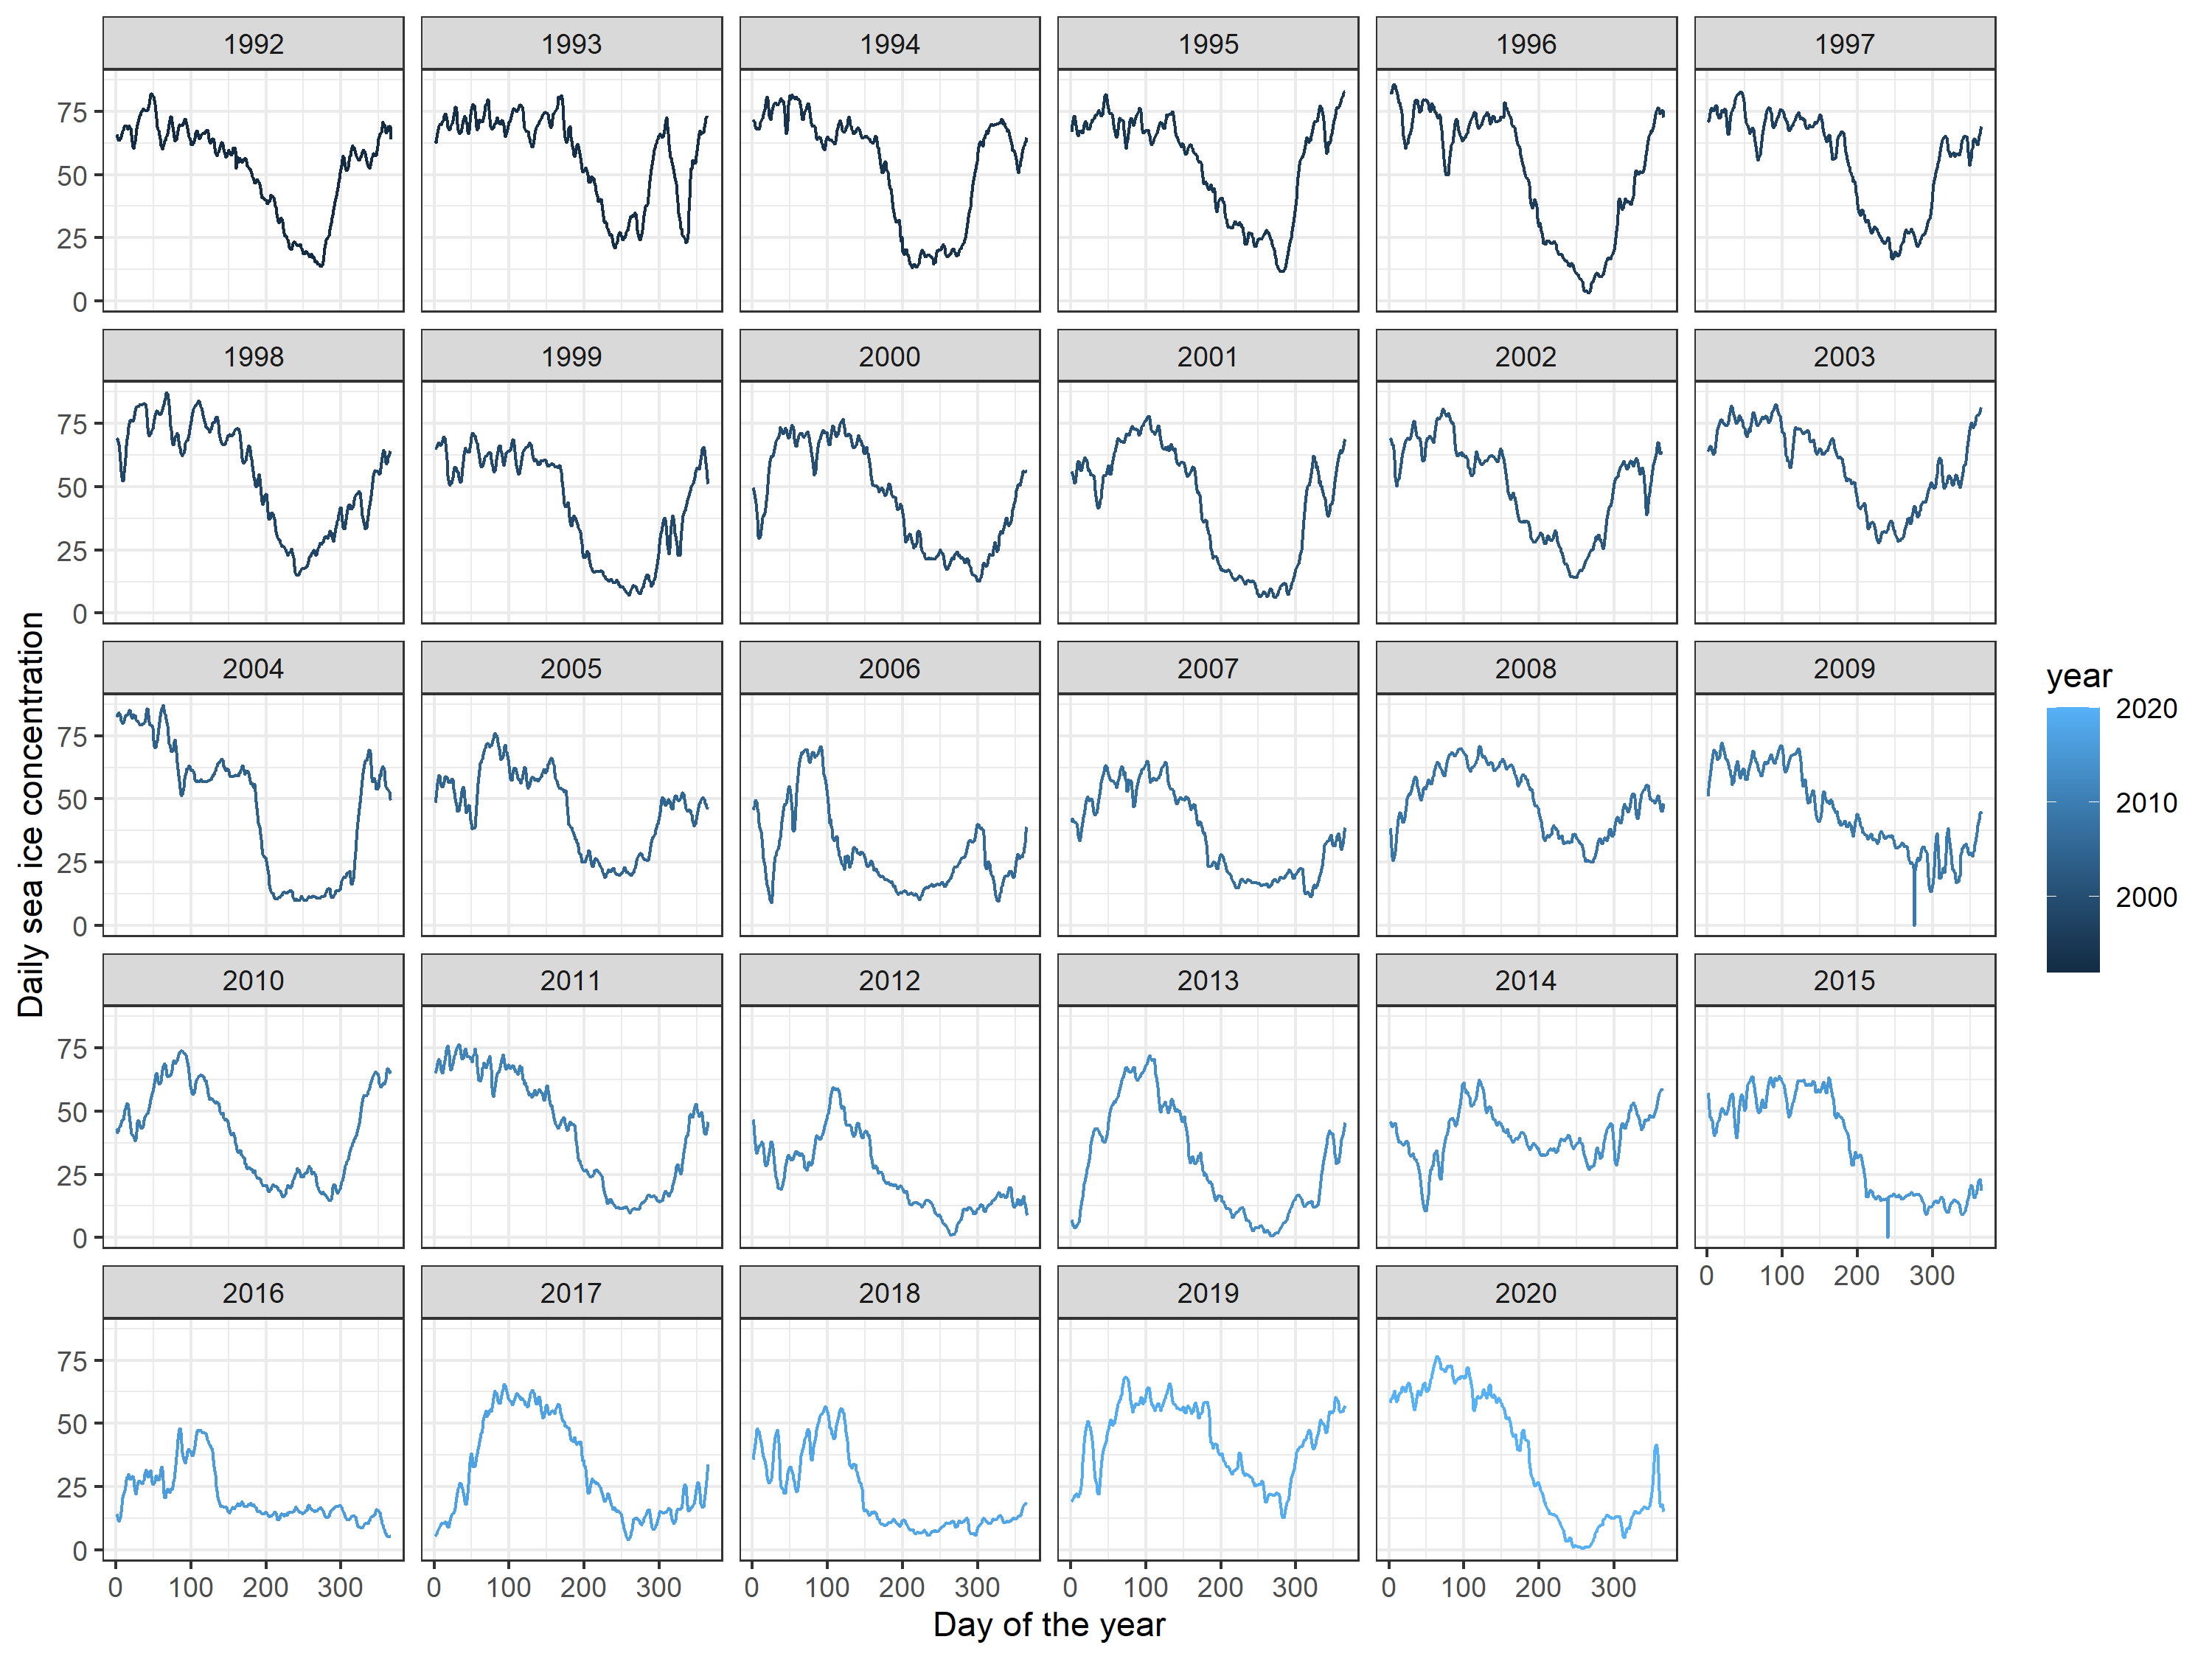 1992 1993 1994 1995 1996 1997
75
50
25
0
1998 1999 2000 2001 2002 2003
75
50
25
0
2004 2005 2006 2007 2008 2009
75
50
25
0
2010 2011 2012 2013 2014 2015
75
50
25
0
0 100 200 300
2016 2017 2018 2019 2020
75
50
25
0
0 100 200 300 0 100 200 300 0 100 200 300 0 100 200 300 0 100 200 300
Day of the year
Daily sea ice concentration
year
2020
2010
2000